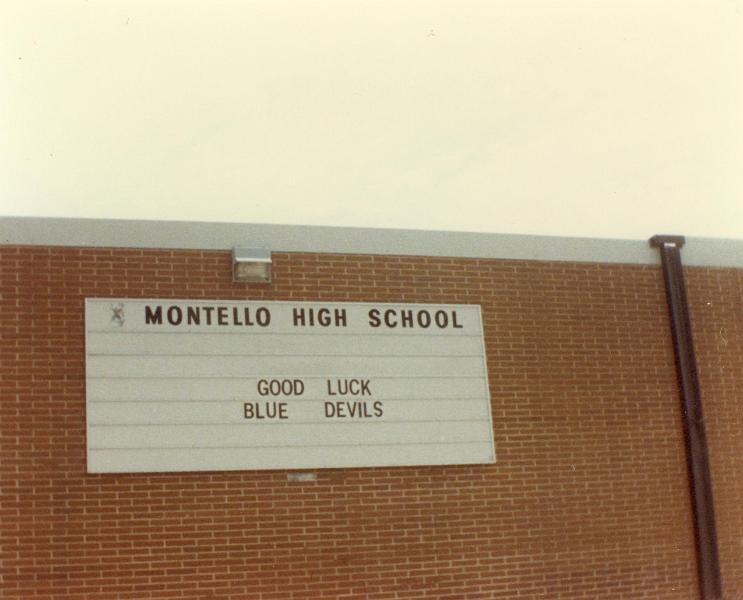 MONTELLO HIGH SCHOOL
GOOD LUCK
BLUE DEVILS